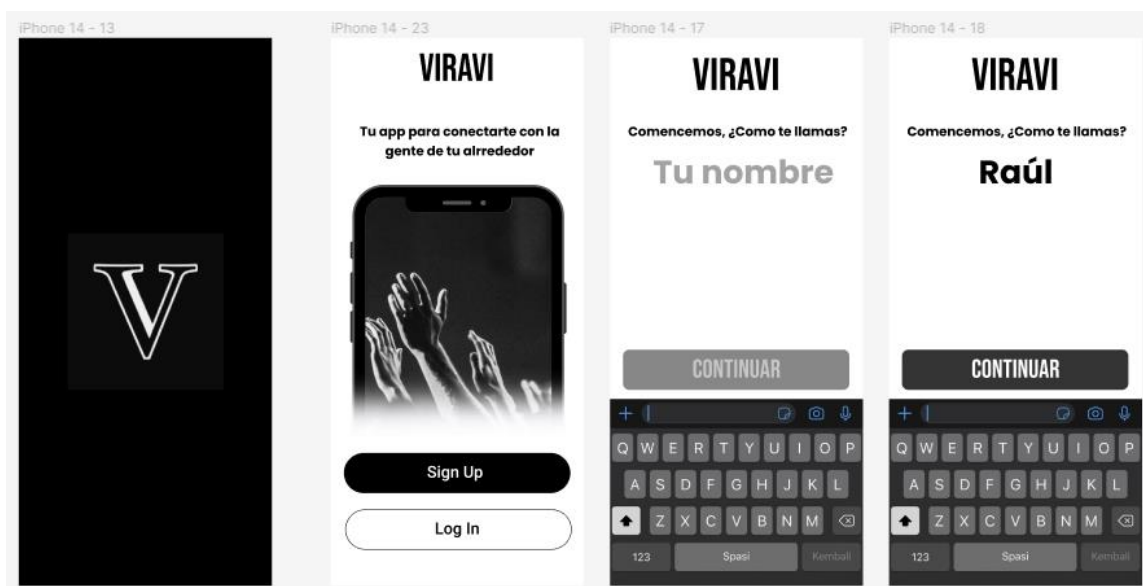 iPhone 14 - 13
V
iPhone 14 - 23
VIRAVI
Tu app para conectarte con la
gente de tu alrrededor
Sign Up
Log In
iPhone 14 - 17
VIRAVI
Comencemos, ¿Como te llamas?
Tu nombre
CONTINUAR
Q W E R T Y U I O P
A S D F G H J K L
Z X C V B N M
123 Spasi Kembali
iPhone 14 - 18
VIRAVI
Comencemos, ¿Como te llamas?
Raúl
CONTINUAR
Q W E R T Y U I O P
A S D F G H J K L
Z X C V B N M
123 Spasi Kembali